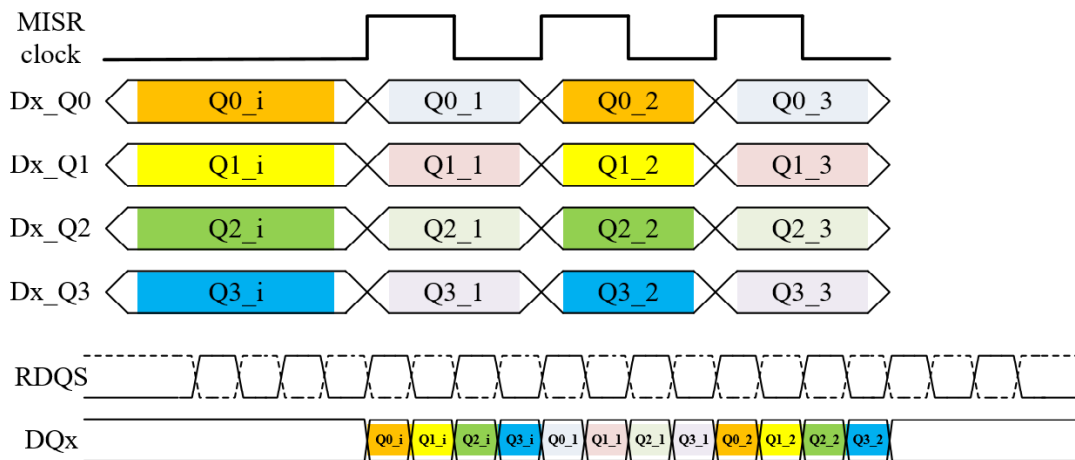 MISR
clock
Dx_Q0 Q0_i Q0_1 Q0_2 Q0_3
Dx_Q1 Q1_i Q1_1 Q1_2 Q1_3
Dx_Q2 Q2_i Q2_1 Q2_2 Q2_3
Dx_Q3 Q3_i Q3_1 Q3_2 Q3_3
RDQS
DQx Q0_i Q1_i Q2_i Q3_i Q0_1 Q1_1 Q2_1 Q3_1 Q0_2 Q1_2 Q2_2 Q3_2